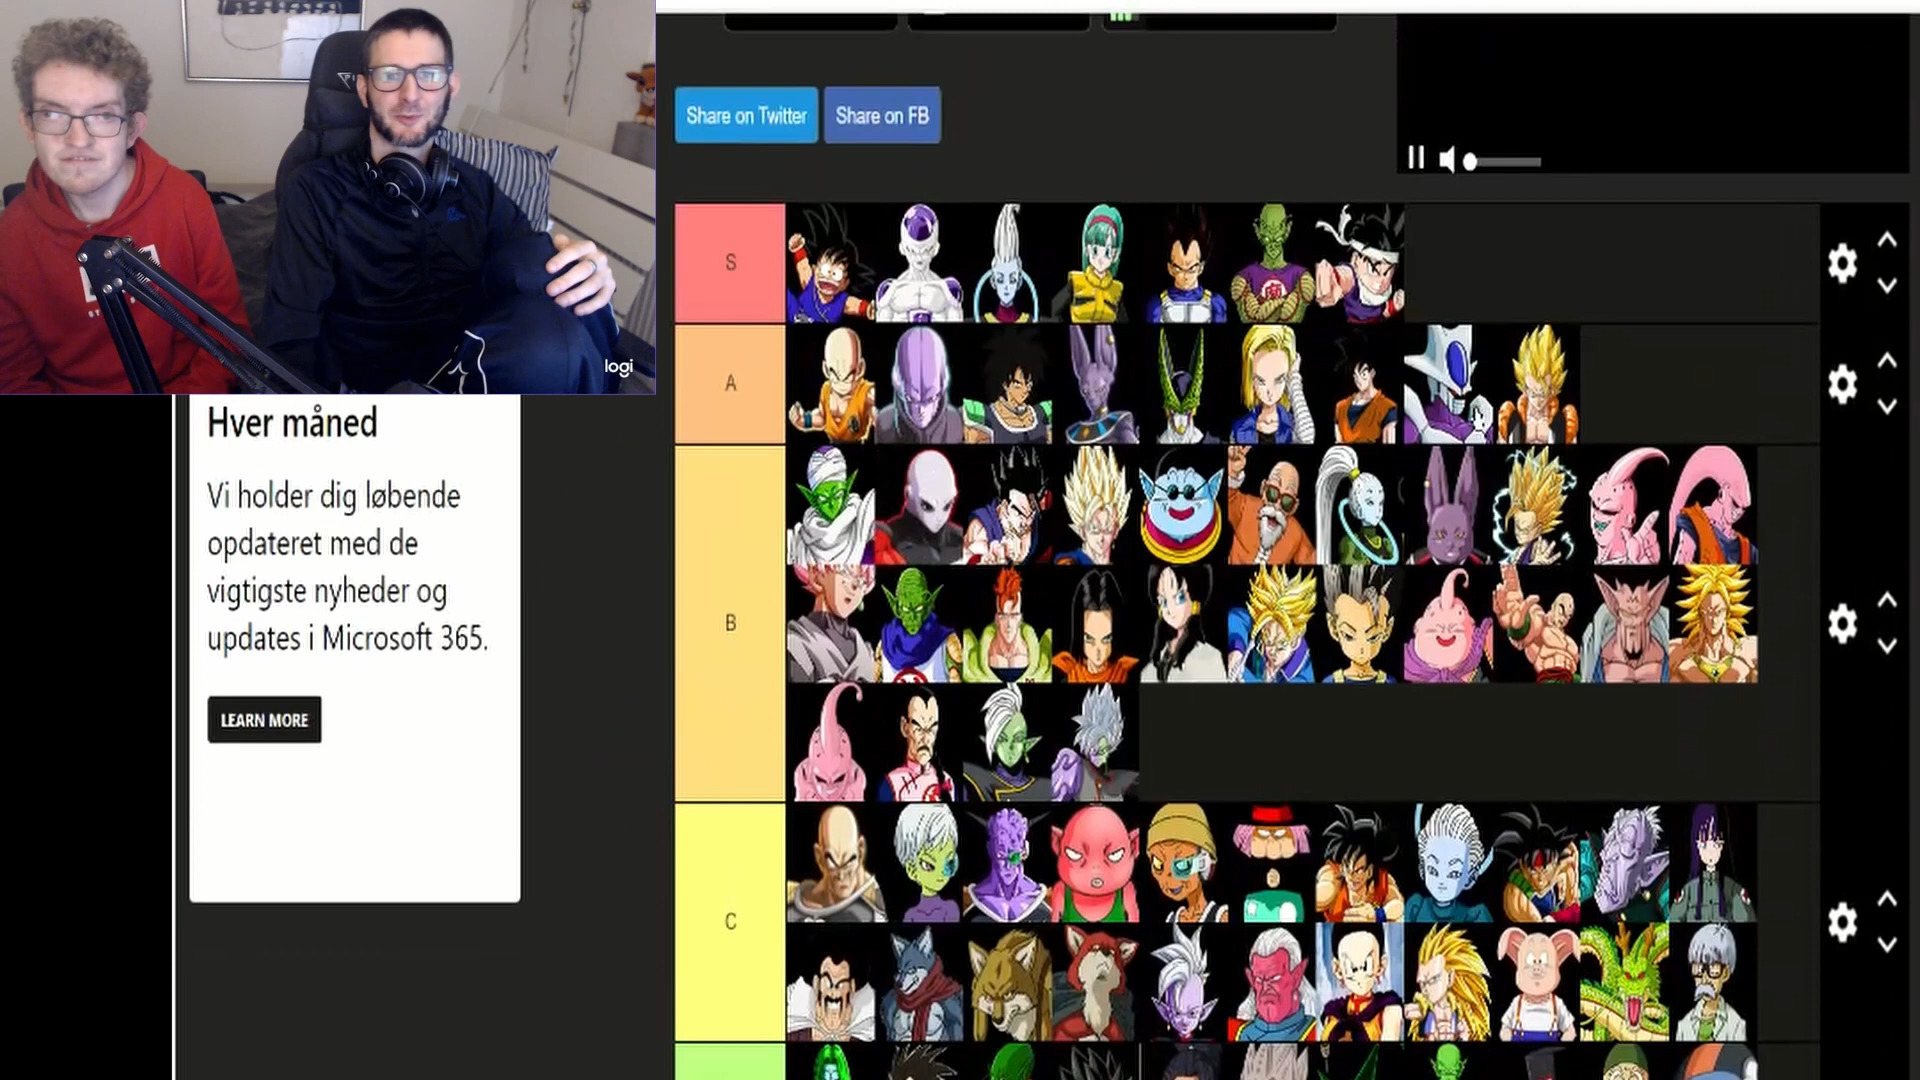 Share on Twitter
Share on FB
logi
Hver måned
Vi holder dig løbende
opdateret med de
vigtigste nyheder og
updates i Microsoft 365.
LEARN MORE
S
A
B
C